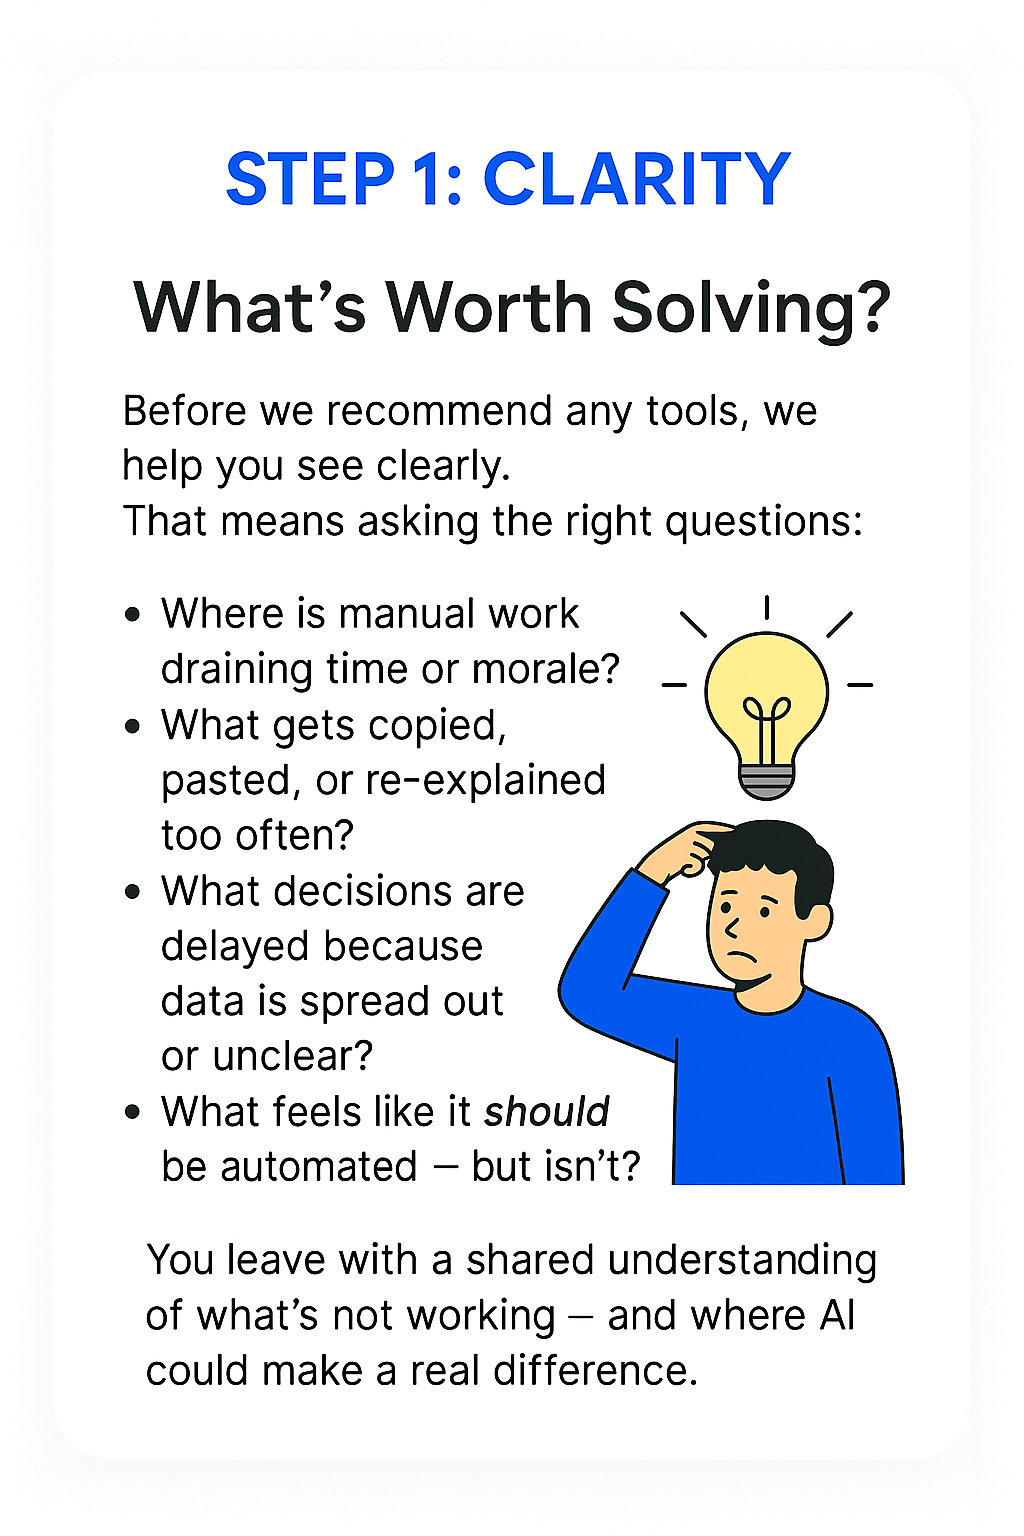 STEP 1: CLARITY
What’s Worth Solving?
Before we recommend any tools, we
help you see clearly.
That means asking the right questions:
• Where is manual work
draining time or morale?
• What gets copied,
pasted, or re-explained
too often?
• What decisions are
delayed because
data is spread out
or unclear?
• What feels like it should
be automated – but isn’t?
You leave with a shared understanding
of what’s not working – and where AI
could make a real difference.